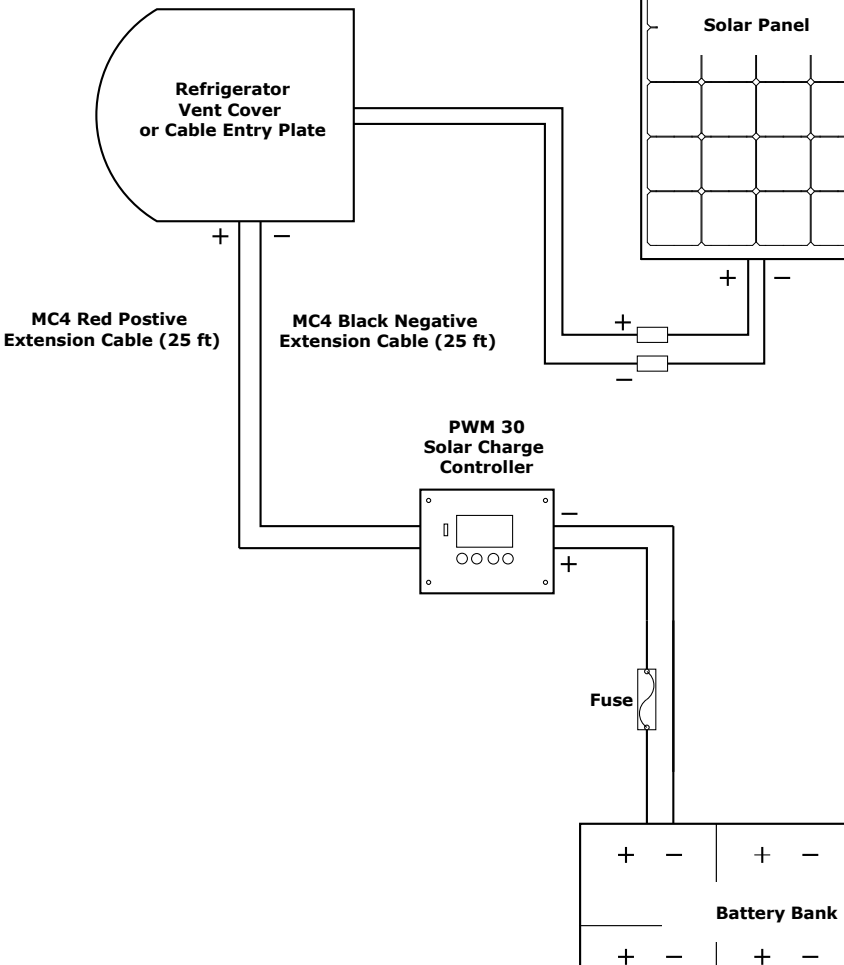 Solar Panel
Refrigerator
Vent Cover
or Cable Entry Plate
+ −
+ −
MC4 Red Postive
Extension Cable (25 ft)
MC4 Black Negative
Extension Cable (25 ft)
+
−
PWM 30
Solar Charge
Controller
−
+
Fuse
+ − + −
Battery Bank
+ − + −